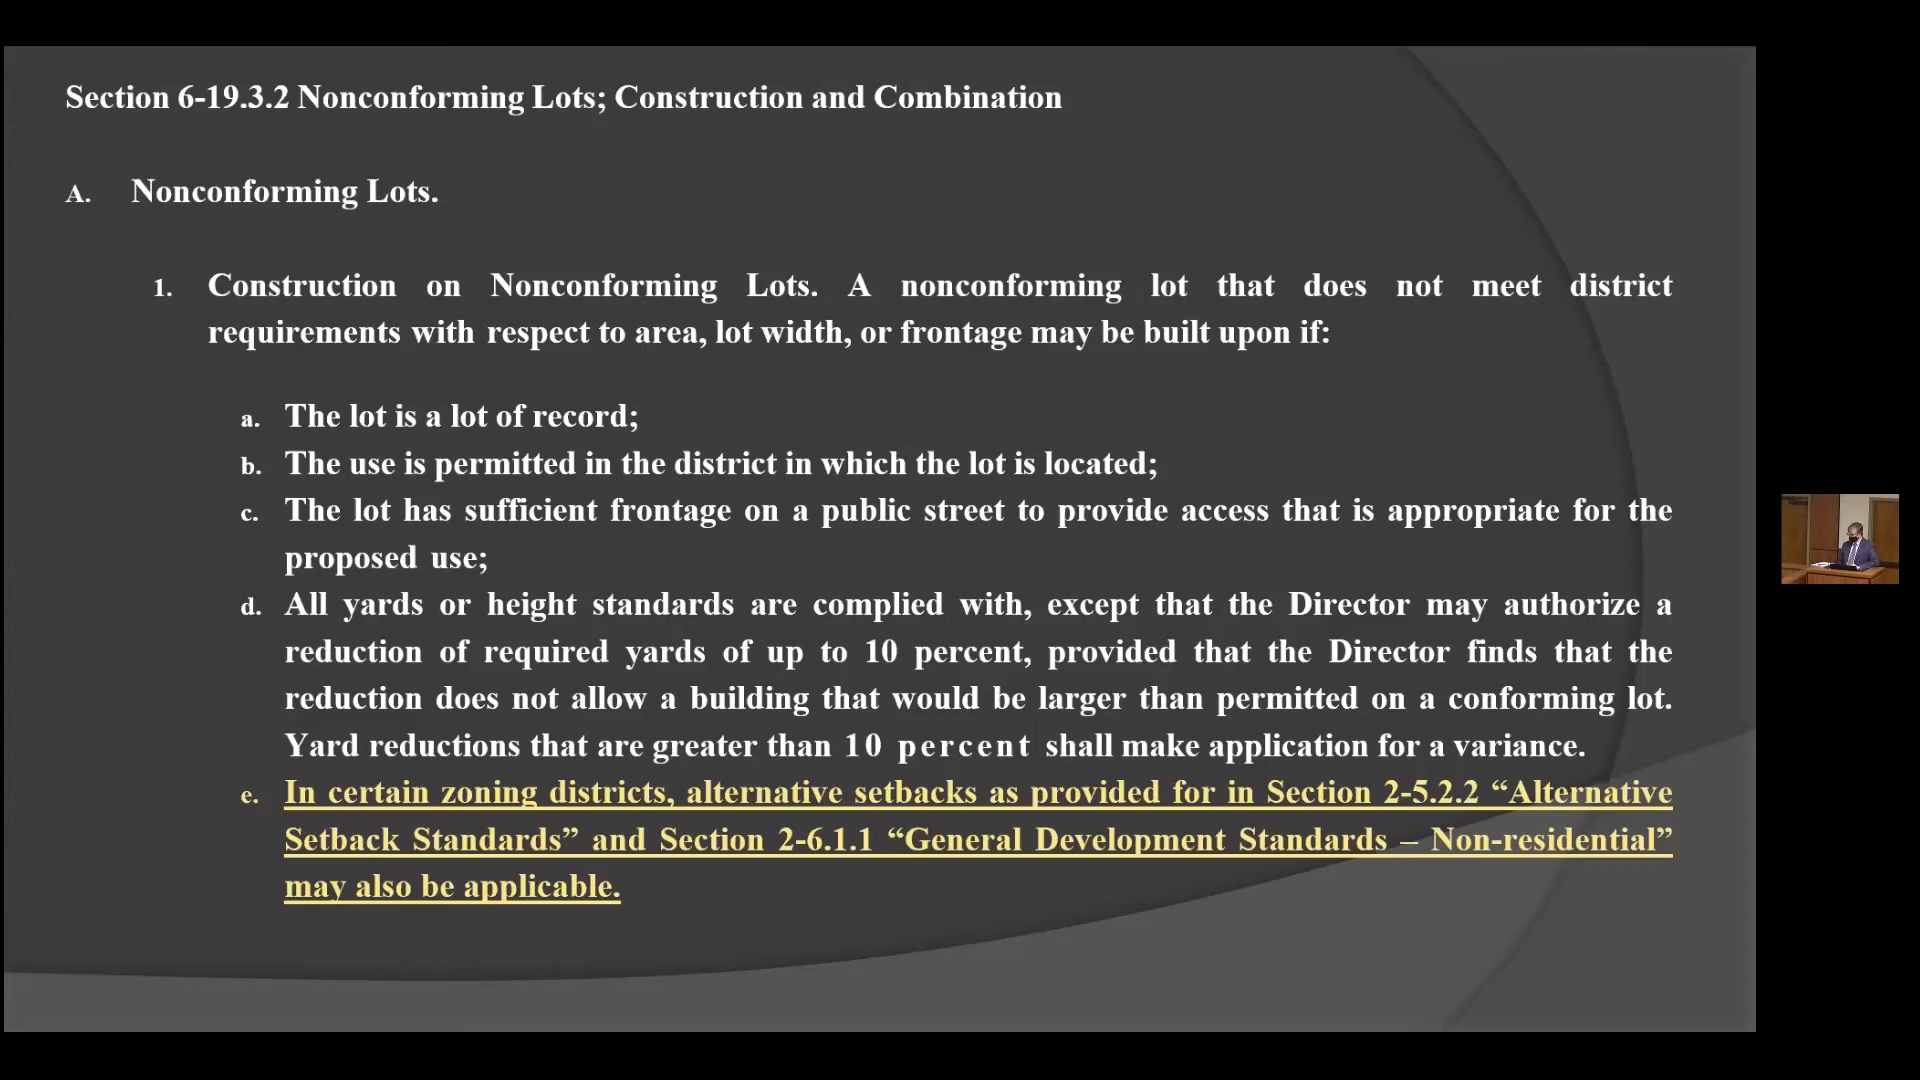 Section 6-19.3.2 Nonconforming Lots; Construction and Combination
A. Nonconforming Lots.
1. Construction on Nonconforming Lots. A nonconforming lot that does not meet district
requirements with respect to area, lot width, or frontage may be built upon if:
a. The lot is a lot of record;
b. The use is permitted in the district in which the lot is located;
c. The lot has sufficient frontage on a public street to provide access that is appropriate for the
proposed use;
d. All yards or height standards are complied with, except that the Director may authorize a
reduction of required yards of up to 10 percent, provided that the Director finds that the
reduction does not allow a building that would be larger than permitted on a conforming lot.
Yard reductions that are greater than 10 percent shall make application for a variance.
e. In certain zoning districts, alternative setbacks as provided for in Section 2-5.2.2 “Alternative
Setback Standards” and Section 2-6.1.1 “General Development Standards – Non-residential”
may also be applicable.